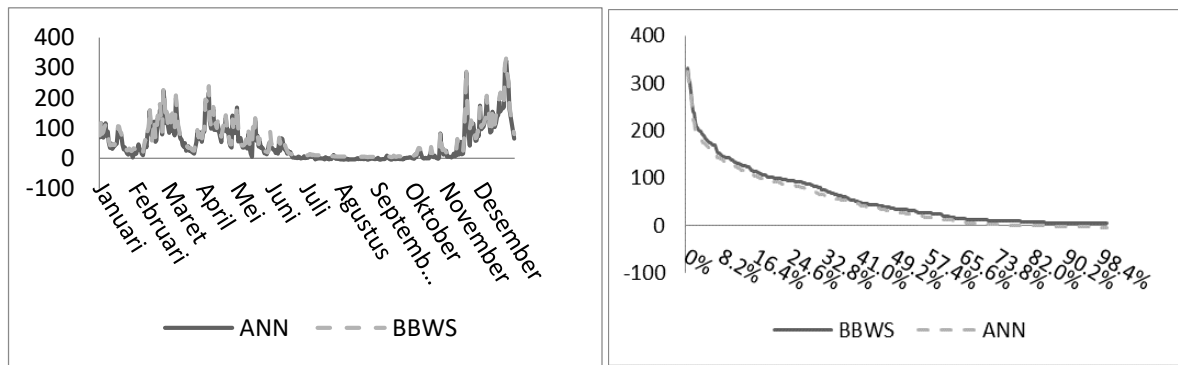 400
300
200
100
0
-100
Januari
Februari
Maret
April
Mei
Juni
Juli
Agustus
Septemb...
Oktober
November
Desember
ANN
BBWS
400
300
200
100
0
-100
0%
8.2%
16.4%
24.6%
32.8%
41.0%
49.2%
57.4%
65.6%
73.8%
82.0%
90.2%
98.4%
BBWS
ANN